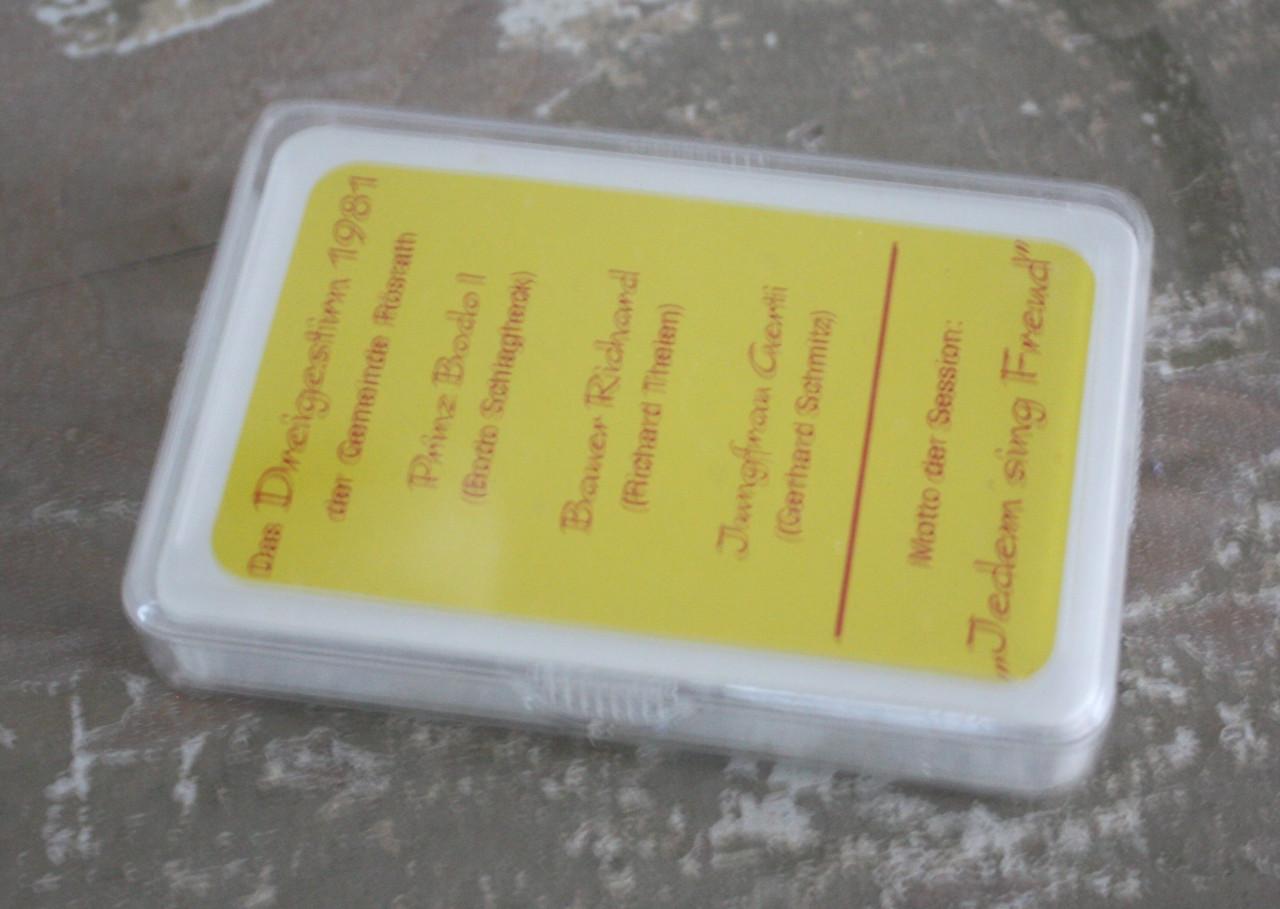 Das Dreigestirn 1981
der Gemeinde Rösrath
Prinz Bodo I
(Bodo Schlagheck)
Bauer Richard
(Richard Theien)
Jungfrau Gerti
(Gerhard Schmitz)
Motto der Session:
„Jedem sing Freud”